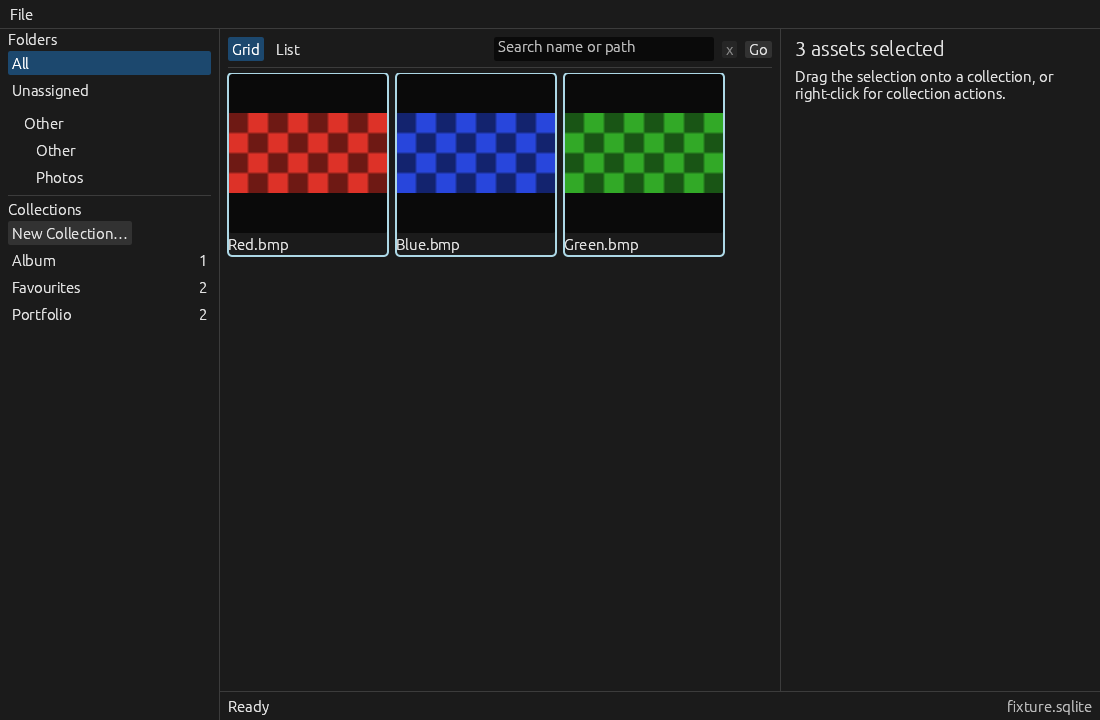 File
Folders
All
Unassigned
Other
Other
Photos
Collections
New Collection...
Album 1
Favourites 2
Portfolio 2
Grid List Search name or path x Go
Red.bmp Blue.bmp Green.bmp
3 assets selected
Drag the selection onto a collection, or
right-click for collection actions.
Ready fixture.sqlite